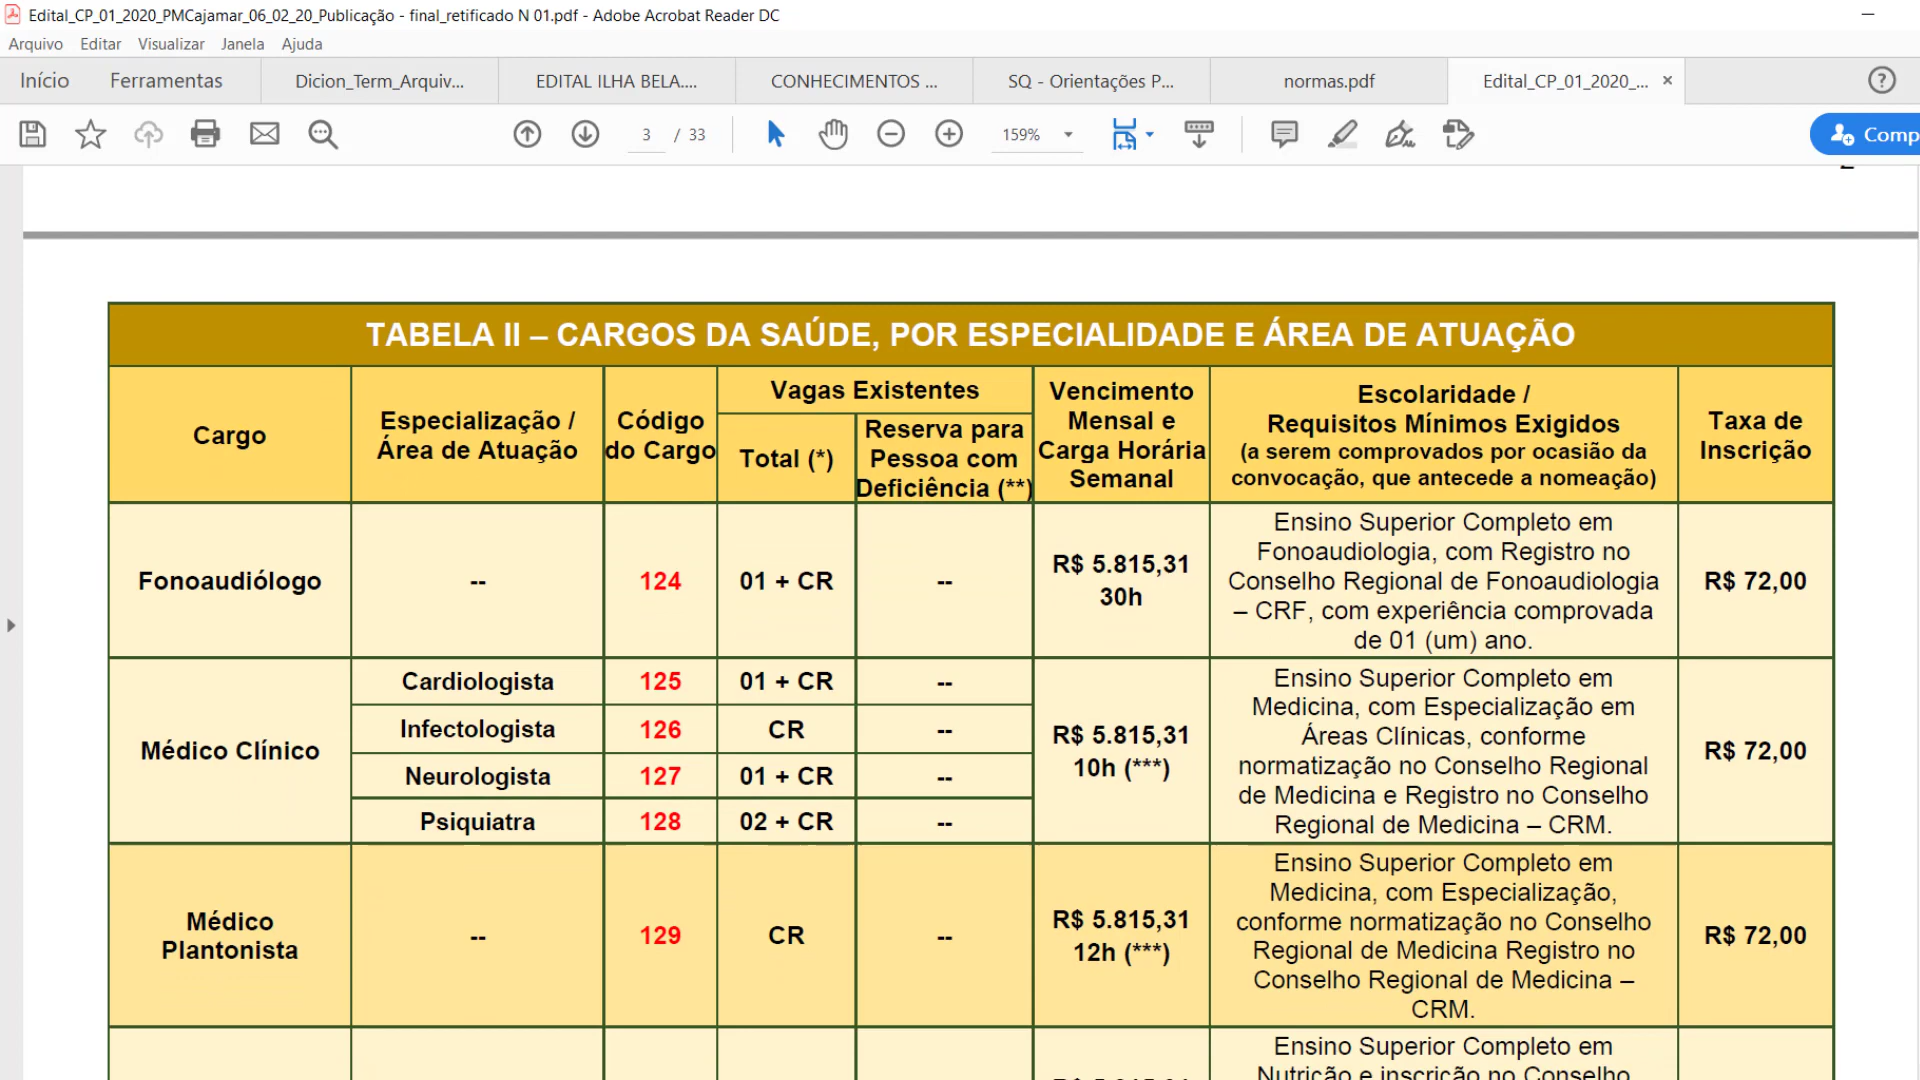 Edital_CP_01_2020_PMCajamar_06_02_20_Publicação - final_retificado N 01.pdf - Adobe Acrobat Reader DC
Arquivo Editar Visualizar Janela Ajuda
Início Ferramentas Dicion_Term_Arquiv... EDITAL ILHA BELA.... CONHECIMENTOS ... SQ - Orientações P... normas.pdf Edital_CP_01_2020_... ×
3 / 33 159% Comp
TABELA II – CARGOS DA SAÚDE, POR ESPECIALIDADE E ÁREA DE ATUAÇÃO
Cargo
Especialização /
Área de Atuação
Código
do Cargo
Vagas Existentes
Total (*)
Reserva para
Pessoa com
Deficiência (**)
Vencimento
Mensal e
Carga Horária
Semanal
Escolaridade /
Requisitos Mínimos Exigidos
(a serem comprovados por ocasião da
convocação, que antecede a nomeação)
Taxa de
Inscrição
Fonoaudiólogo
--
124
01 + CR
--
R$ 5.815,31
30h
Ensino Superior Completo em
Fonoaudiologia, com Registro no
Conselho Regional de Fonoaudiologia
– CRF, com experiência comprovada
de 01 (um) ano.
R$ 72,00
Médico Clínico
Cardiologista 125 01 + CR --
Infectologista 126 CR --
Neurologista 127 01 + CR --
Psiquiatra 128 02 + CR --
R$ 5.815,31
10h (***)
Ensino Superior Completo em
Medicina, com Especialização em
Áreas Clínicas, conforme
normatização no Conselho Regional
de Medicina e Registro no Conselho
Regional de Medicina – CRM.
R$ 72,00
Médico
Plantonista
--
129
CR
--
R$ 5.815,31
12h (***)
Ensino Superior Completo em
Medicina, com Especialização,
conforme normatização no Conselho
Regional de Medicina Registro no
Conselho Regional de Medicina –
CRM.
R$ 72,00
Ensino Superior Completo em
Nutrição e inscrição no Conselho